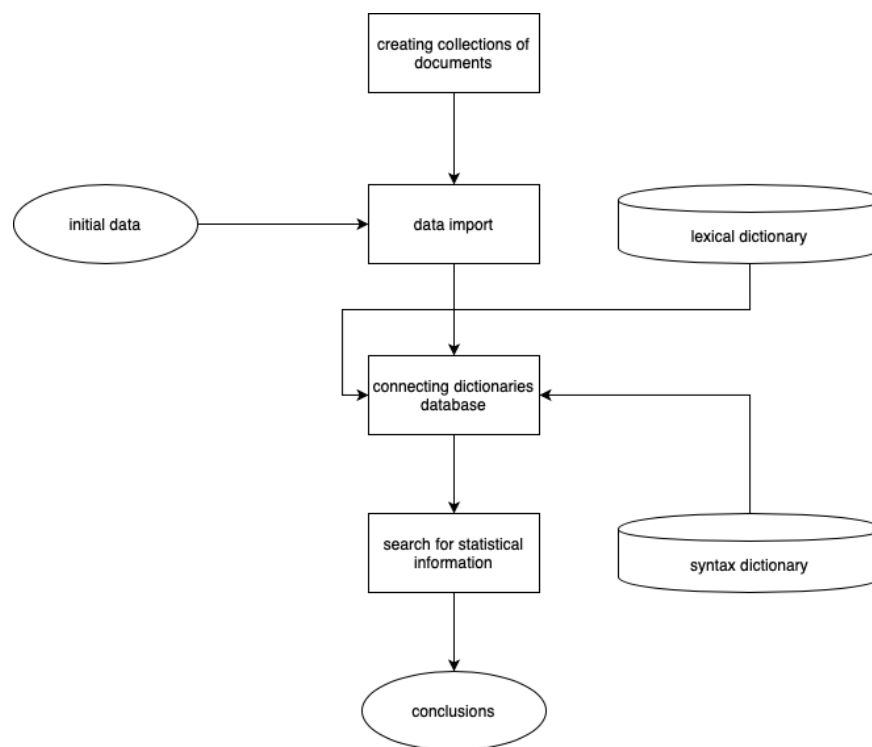 creating collections of
documents
initial data
data import
lexical dictionary
connecting dictionaries
database
search for statistical
information
syntax dictionary
conclusions